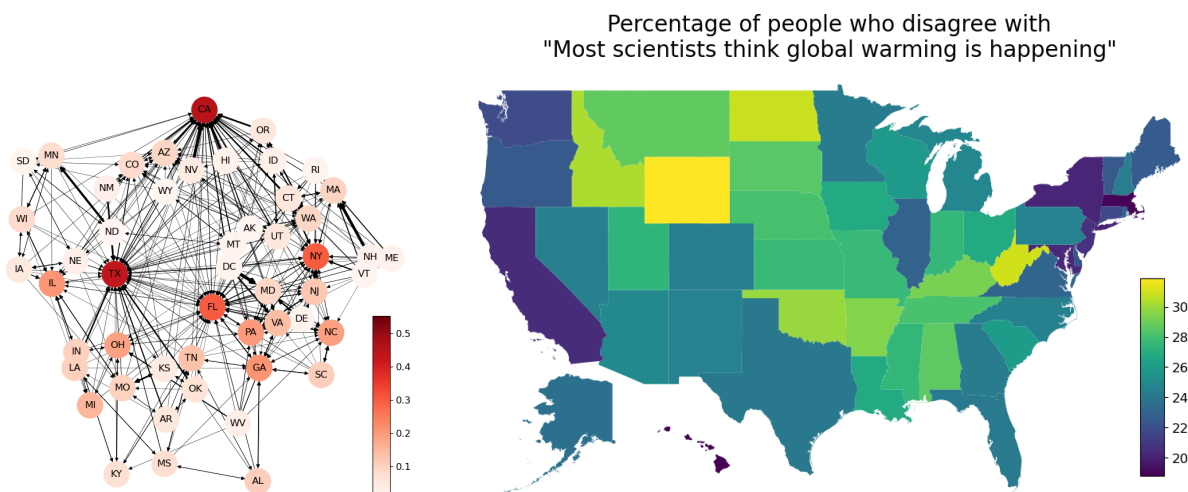 Percentage of people who disagree with
"Most scientists think global warming is happening"
CA
OR
SD
MN
CO
AZ
NV
HI
ID
RI
NM
WY
CT
MA
WI
ND
AK
WA
MT
UT
IA
NE
TX
DC
NY
NH
ME
VT
IL
MD
NJ
FL
VA
DE
PA
NC
OH
IN
LA
TN
KS
GA
SC
MO
OK
MI
AR
WV
KY
MS
AL
0.5
0.4
0.3
0.2
0.1
30
28
26
24
22
20